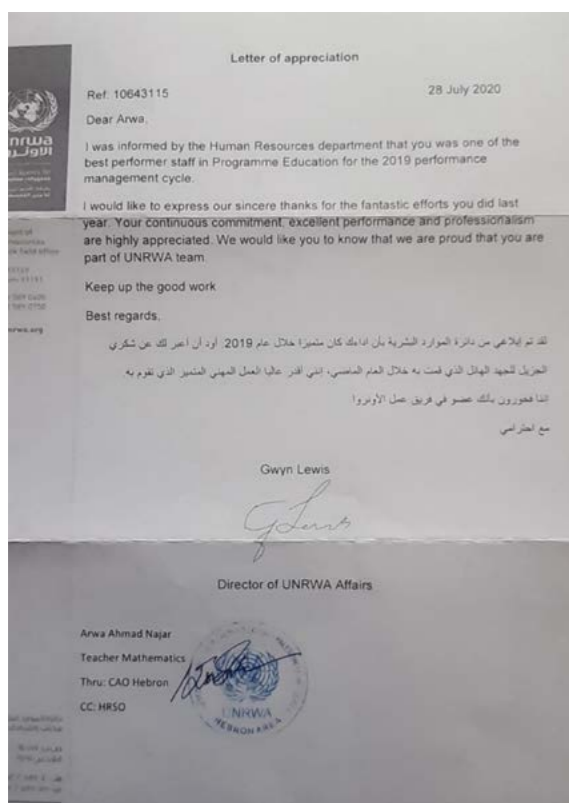 Letter of appreciation
Ref: 10643115
28 July 2020
Dear Arwa,
I was informed by the Human Resources department that you was one of the
best performer staff in Programme Education for the 2019 performance
management cycle.
I would like to express our sincere thanks for the fantastic efforts you did last
year. Your continuous commitment, excellent performance and professionalism
are highly appreciated. We would like you to know that we are proud that you are
part of UNRWA team.
Keep up the good work
Best regards,
لقد تم إبلاغي من دائرة الموارد البشرية بأن اداءك كان متميزا خلال عام 2019. أود أن أعبر لك عن شكري
الجزيل للجهد الهائل الذي قمت به خلال العام الماضي، إنني أقدر عاليا العمل المهني المتميز الذي تقوم به
اننا فخورون بأنك عضو في فريق عمل الأونروا
مع احترامي
Gwyn Lewis
Director of UNRWA Affairs
Arwa Ahmad Najar
Teacher Mathematics
Thru: CAO Hebron
CC: HRSO
UNRWA
HEBRON AREA